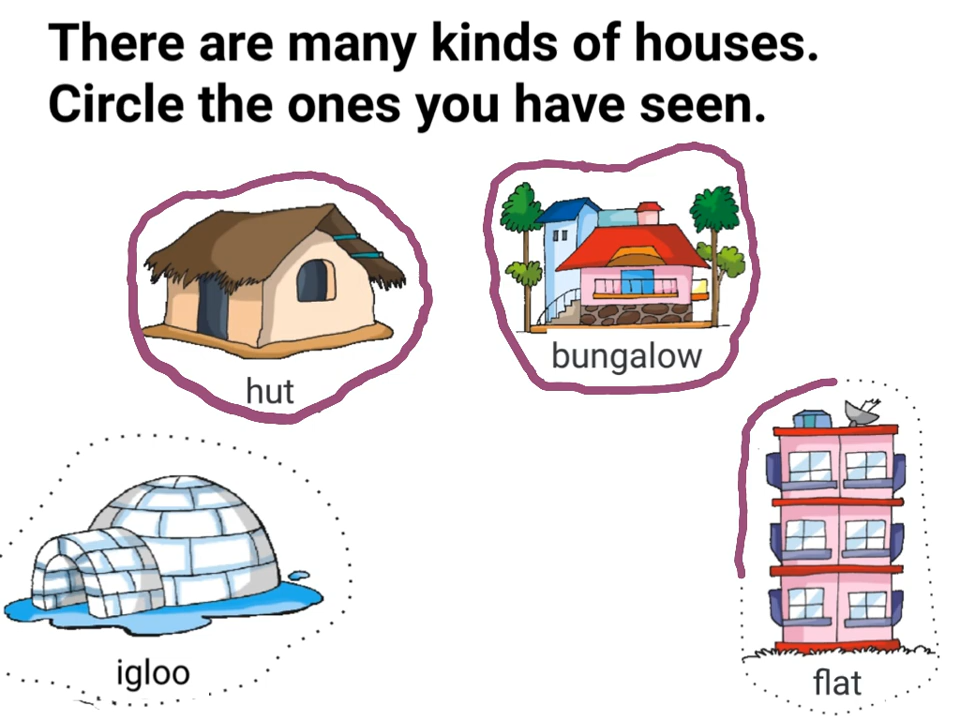 There are many kinds of houses.
Circle the ones you have seen.
hut
bungalow
igloo
flat